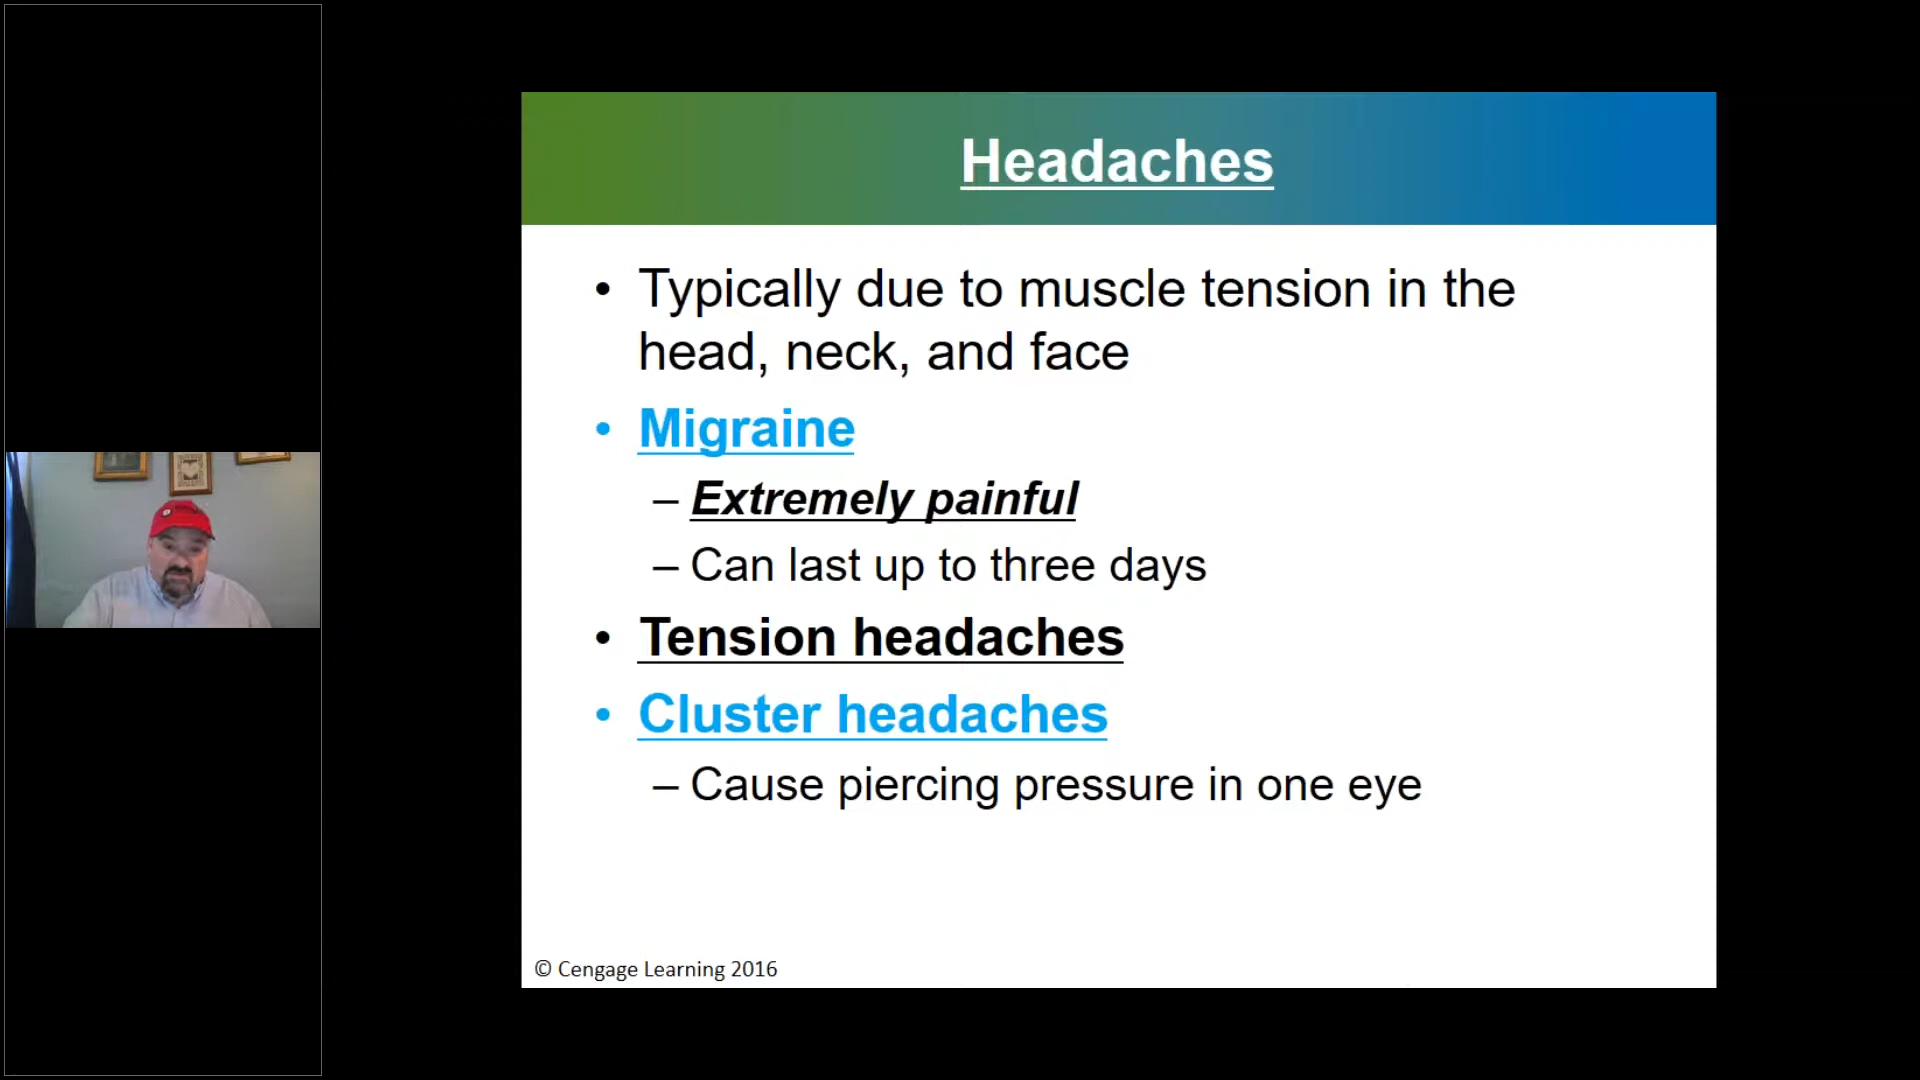 Headaches
• Typically due to muscle tension in the
head, neck, and face
• Migraine
– Extremely painful
– Can last up to three days
• Tension headaches
• Cluster headaches
– Cause piercing pressure in one eye
© Cengage Learning 2016